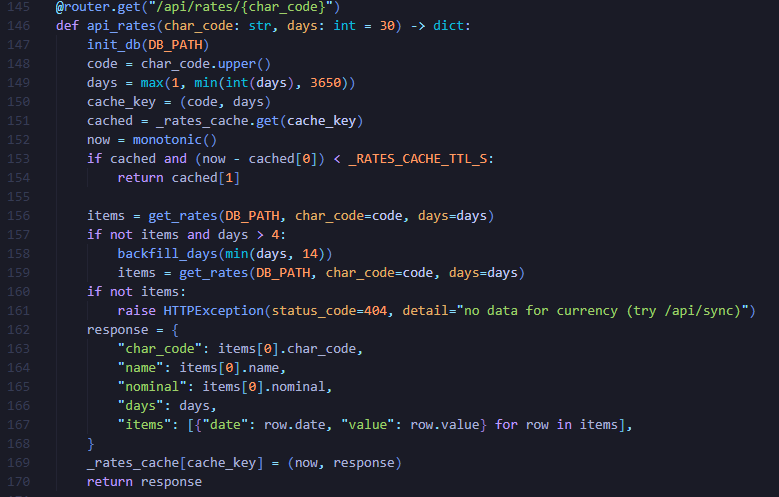 145 @router.get("/api/rates/{char_code}")
146 def api_rates(char_code: str, days: int = 30) -> dict:
147     init_db(DB_PATH)
148     code = char_code.upper()
149     days = max(1, min(int(days), 3650))
150     cache_key = (code, days)
151     cached = _rates_cache.get(cache_key)
152     now = monotonic()
153     if cached and (now - cached[0]) < _RATES_CACHE_TTL_S:
154         return cached[1]
155
156     items = get_rates(DB_PATH, char_code=code, days=days)
157     if not items and days > 4:
158         backfill_days(min(days, 14))
159         items = get_rates(DB_PATH, char_code=code, days=days)
160     if not items:
161         raise HTTPException(status_code=404, detail="no data for currency (try /api/sync)")
162     response = {
163         "char_code": items[0].char_code,
164         "name": items[0].name,
165         "nominal": items[0].nominal,
166         "days": days,
167         "items": [{"date": row.date, "value": row.value} for row in items],
168     }
169     _rates_cache[cache_key] = (now, response)
170     return response